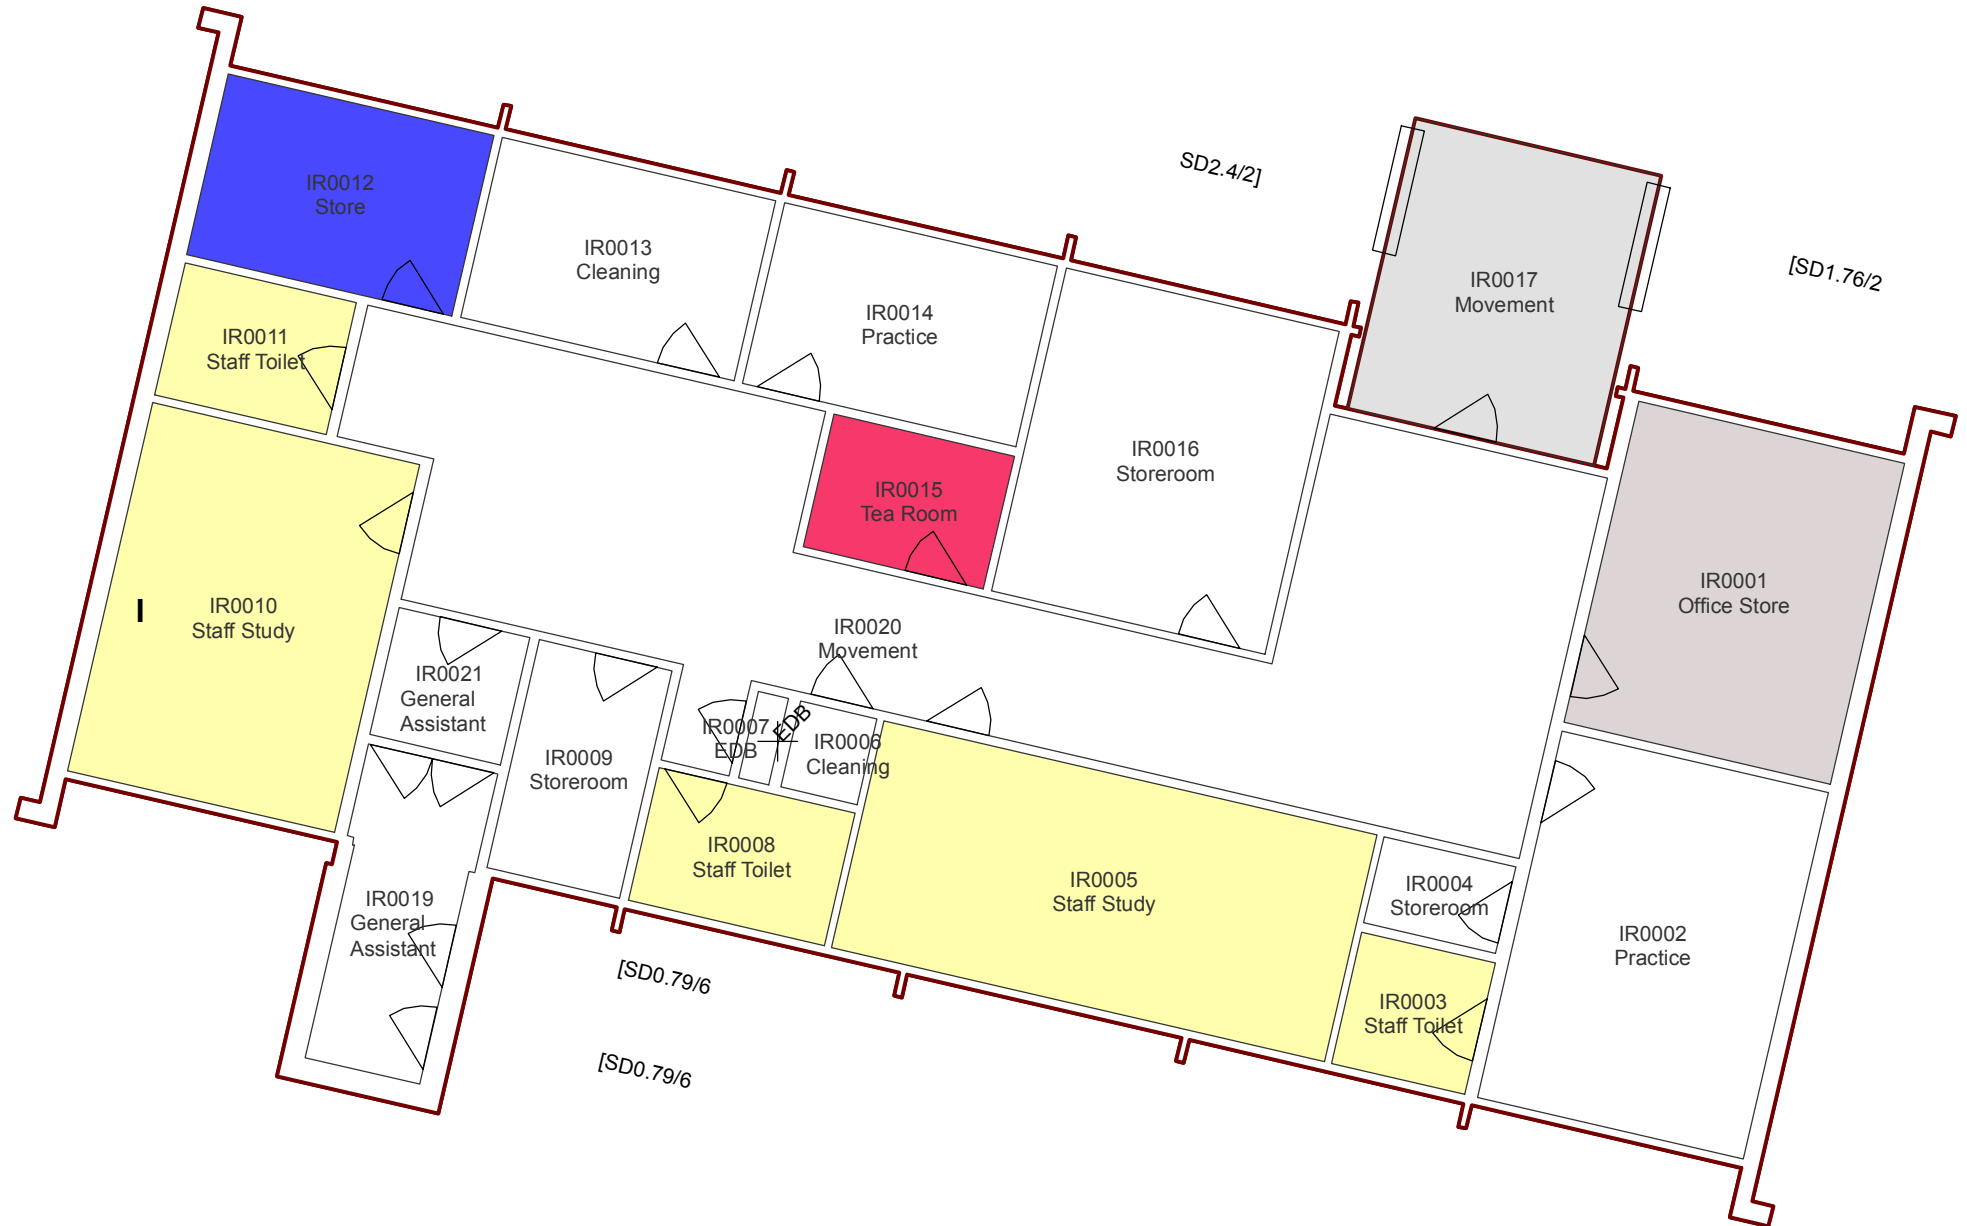 SD2.4/2]
IR0012
Store
IR0013
Cleaning
IR0017
Movement
[SD1.76/2
IR0014
Practice
IR0011
Staff Toilet
IR0016
Storeroom
IR0015
Tea Room
IR0001
Office Store
I
IR0010
Staff Study
IR0020
Movement
IR0021
General
Assistant
IR0007
EDB
EDB
IR0006
Cleaning
IR0009
Storeroom
IR0008
Staff Toilet
IR0005
Staff Study
IR0004
Storeroom
IR0019
General
Assistant
IR0002
Practice
[SD0.79/6
IR0003
Staff Toilet
[SD0.79/6